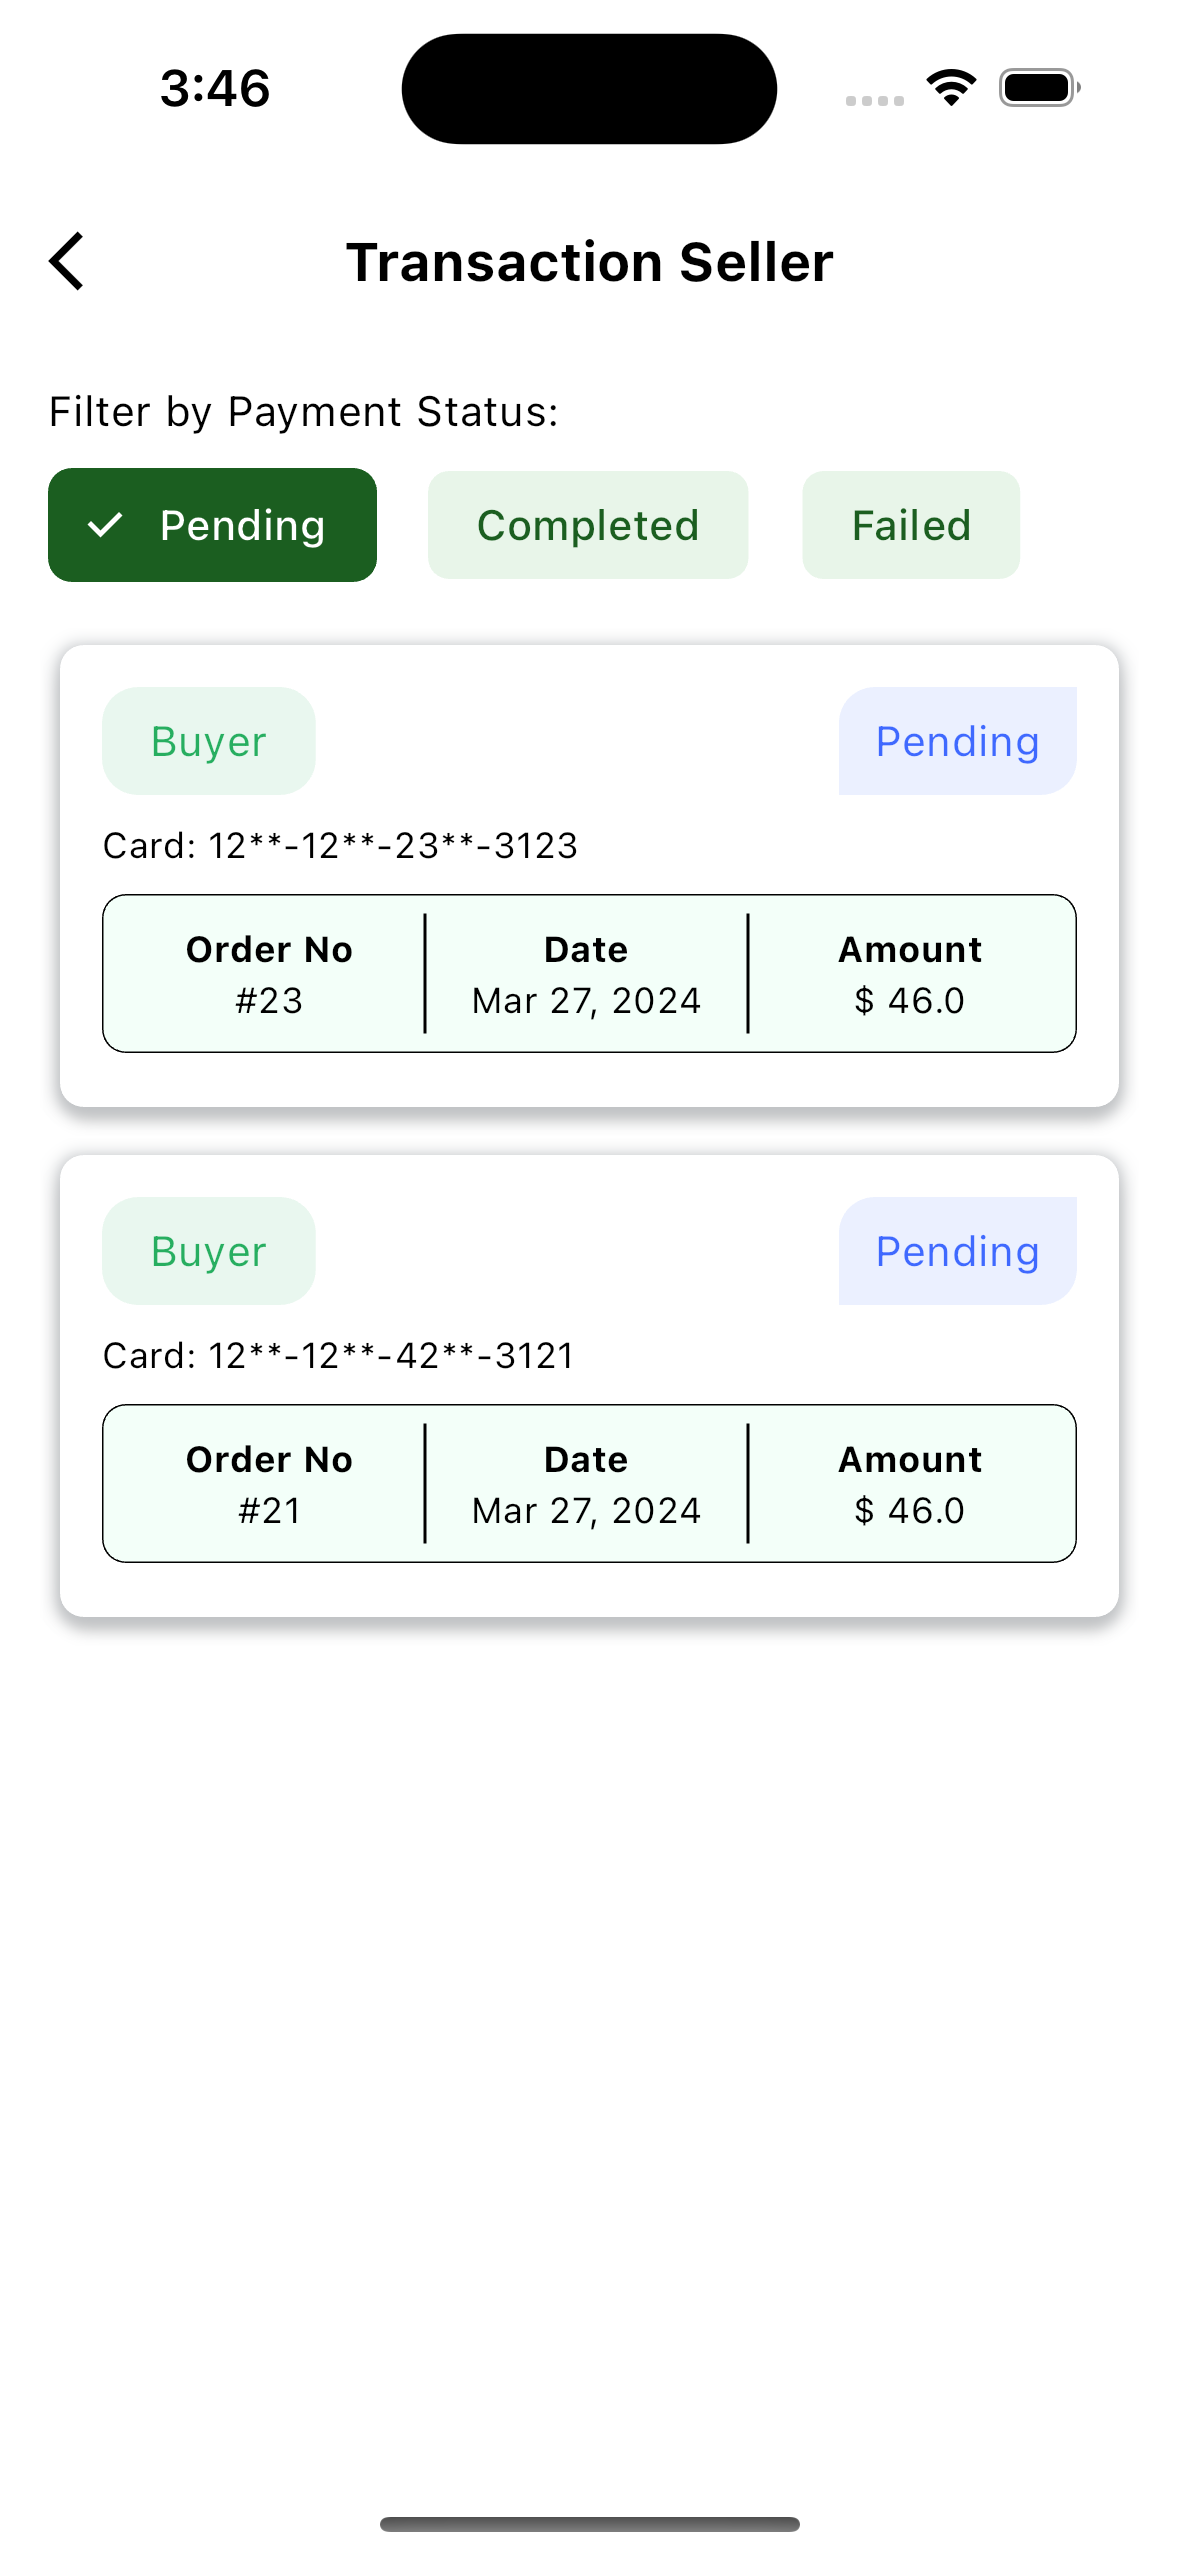 3:46
Transaction Seller
Filter by Payment Status:
Pending Completed Failed
Buyer Pending
Card: 12**-12**-23**-3123
Order No Date Amount
#23 Mar 27, 2024 $ 46.0
Buyer Pending
Card: 12**-12**-42**-3121
Order No Date Amount
#21 Mar 27, 2024 $ 46.0